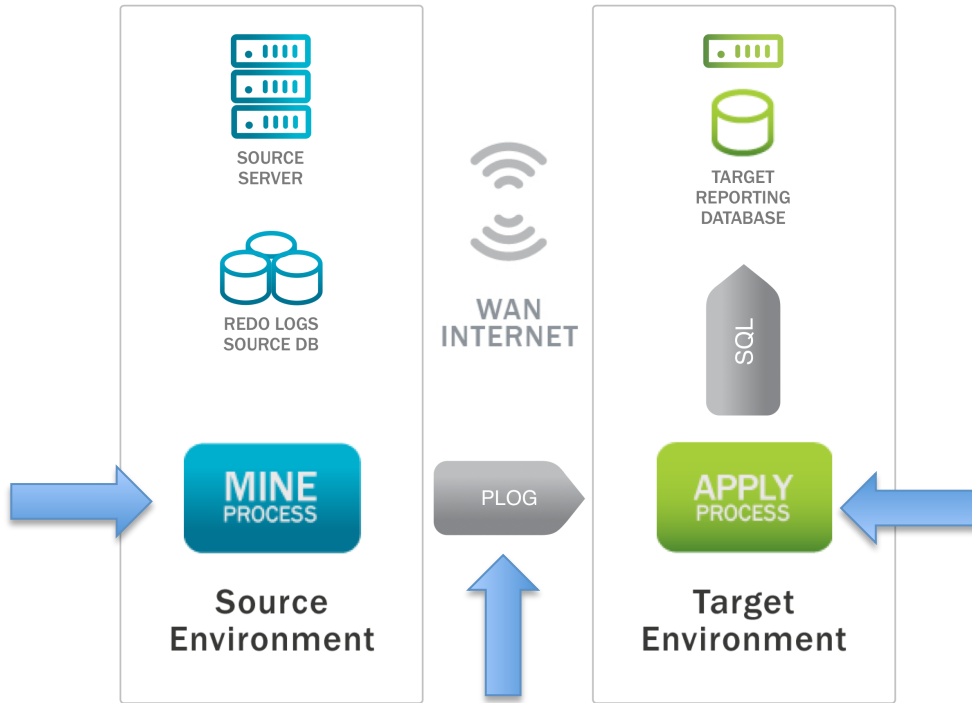 SOURCE
SERVER
REDO LOGS
SOURCE DB
MINE
PROCESS
Source
Environment
WAN
INTERNET
PLOG
TARGET
REPORTING
DATABASE
SQL
APPLY
PROCESS
Target
Environment